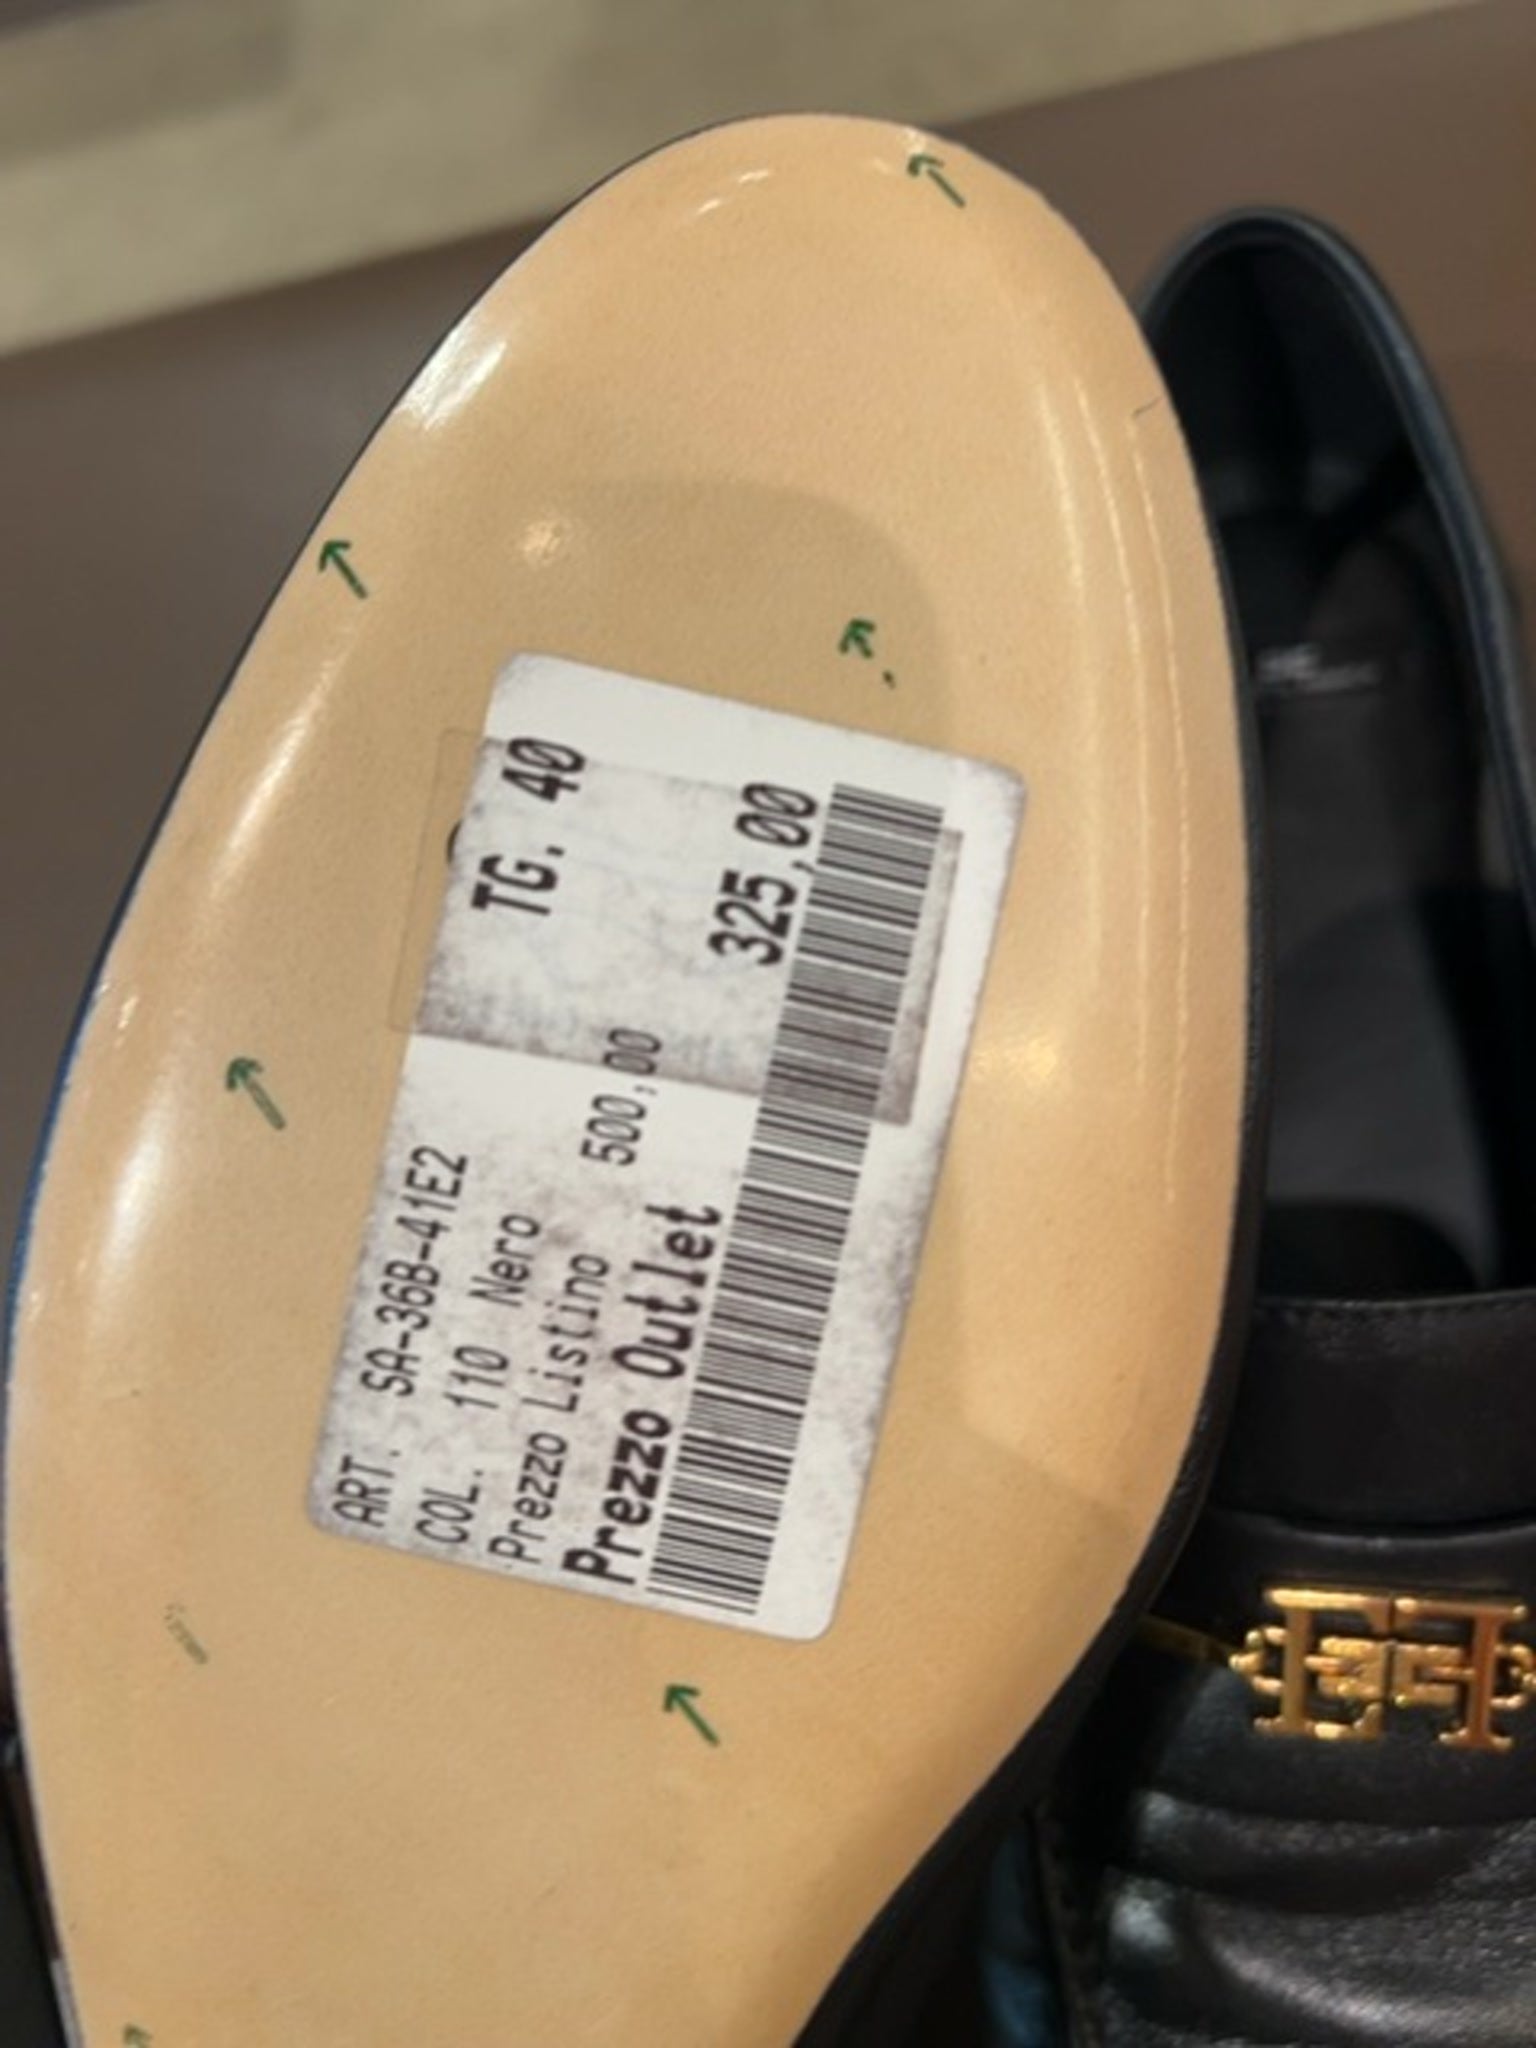 TG. 40
ART. SA-36B-41E2
COL. 110 Nero
Prezzo Listino 500,00
Prezzo Outlet 325,00